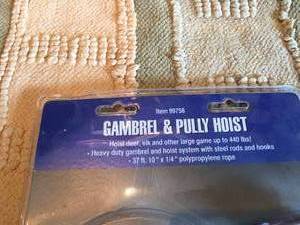 Item 99756
GAMBREL & PULLY HOIST
Hoist deer, elk and other large game up to 440 lbs!
• Heavy duty gambrel and hoist system with steel rods and hooks
• 37 ft. 10" x 1/4" polypropylene rope